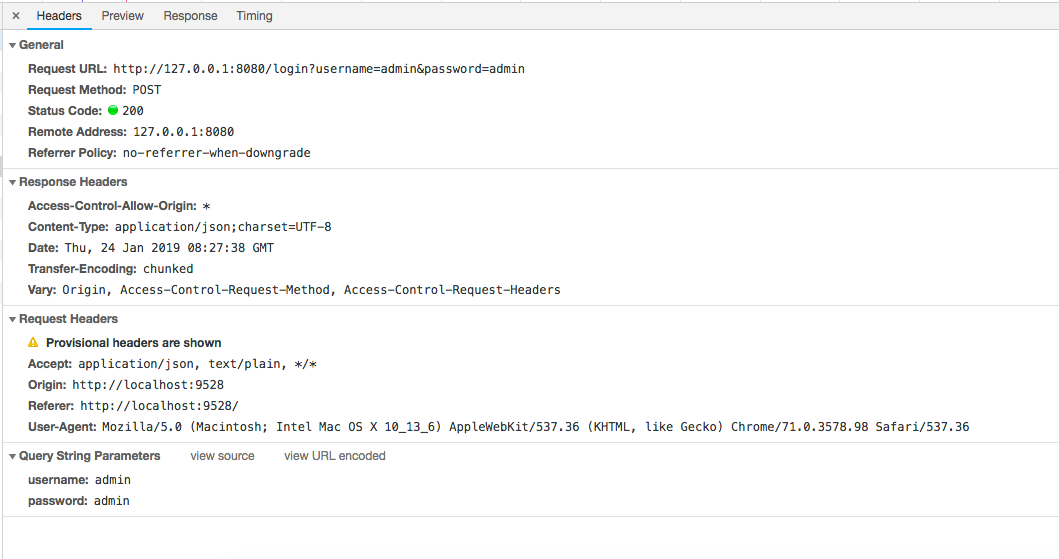 × Headers Preview Response Timing
▼ General
Request URL: http://127.0.0.1:8080/login?username=admin&password=admin
Request Method: POST
Status Code: 200
Remote Address: 127.0.0.1:8080
Referrer Policy: no-referrer-when-downgrade
▼ Response Headers
Access-Control-Allow-Origin: *
Content-Type: application/json;charset=UTF-8
Date: Thu, 24 Jan 2019 08:27:38 GMT
Transfer-Encoding: chunked
Vary: Origin, Access-Control-Request-Method, Access-Control-Request-Headers
▼ Request Headers
Provisional headers are shown
Accept: application/json, text/plain, */*
Origin: http://localhost:9528
Referer: http://localhost:9528/
User-Agent: Mozilla/5.0 (Macintosh; Intel Mac OS X 10_13_6) AppleWebKit/537.36 (KHTML, like Gecko) Chrome/71.0.3578.98 Safari/537.36
▼ Query String Parameters view source view URL encoded
username: admin
password: admin